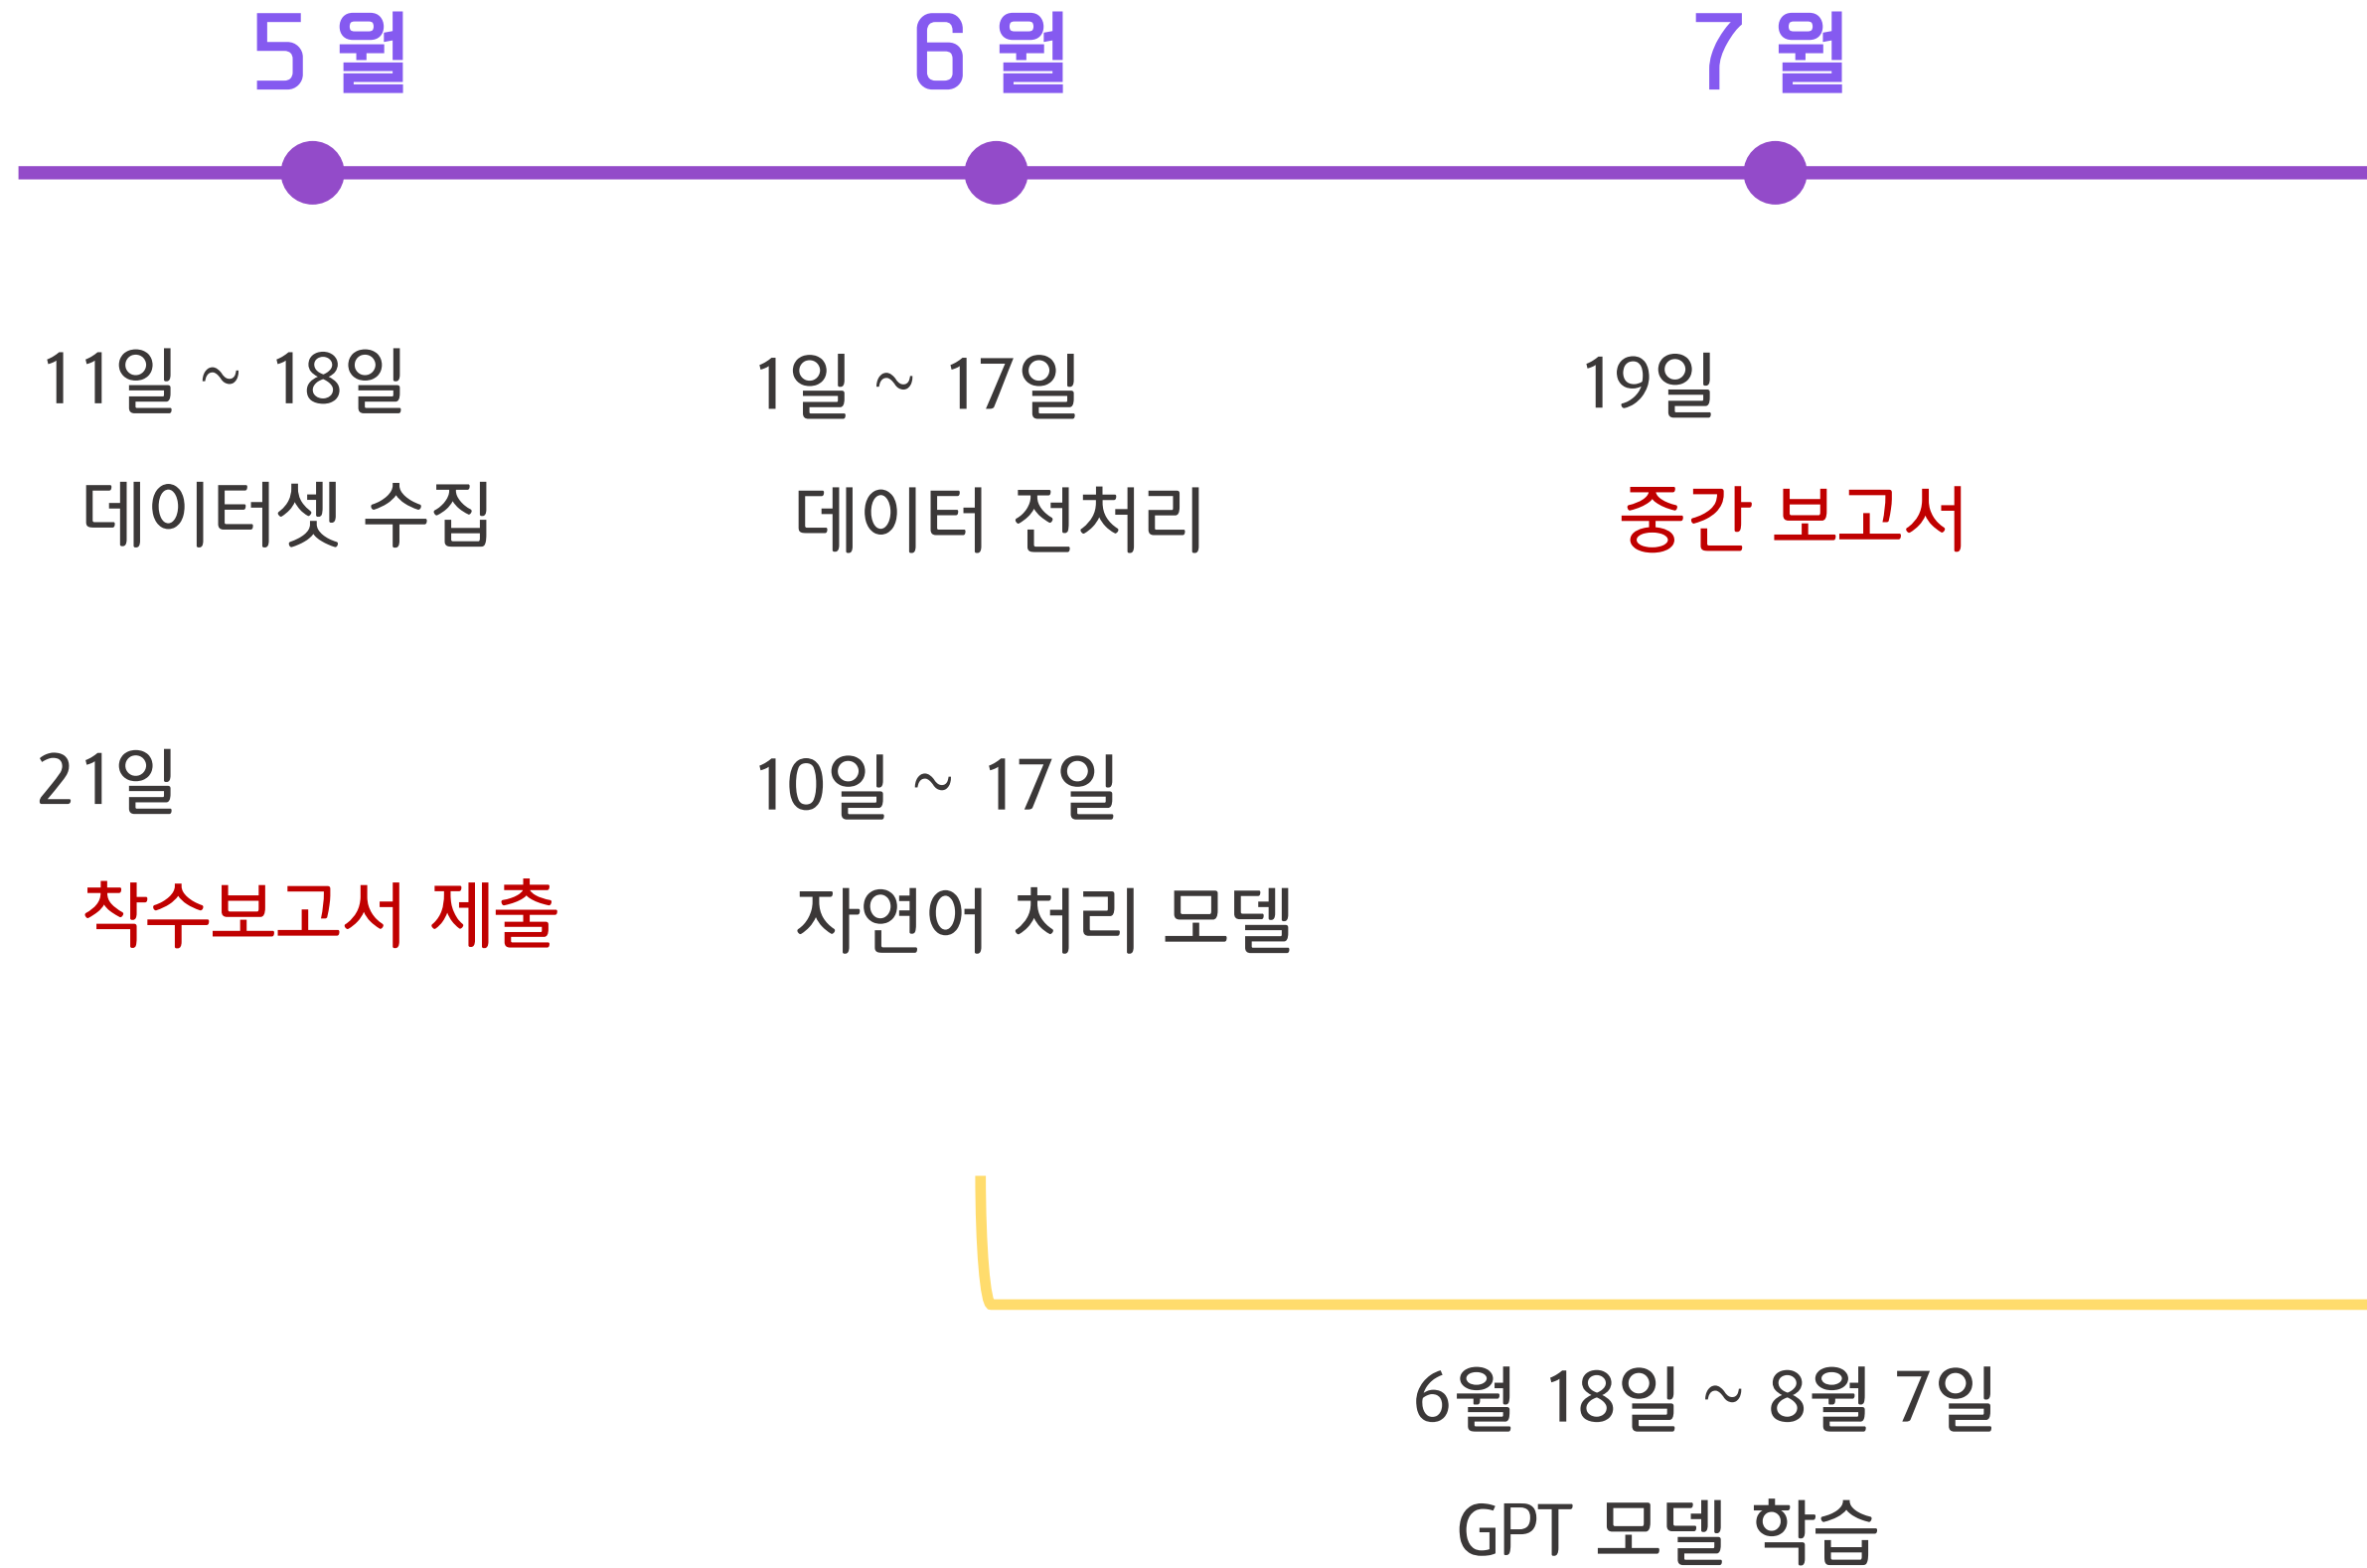 5 월
6 월
7월
11일 ~ 18일
데이터셋 수집
1일 ~ 17일
데이터 전처리
19일
중간 보고서
21일
착수보고서 제출
10일 ~ 17일
자연어 처리 모델
6월 18일 ~ 8월 7일
GPT 모델 학습